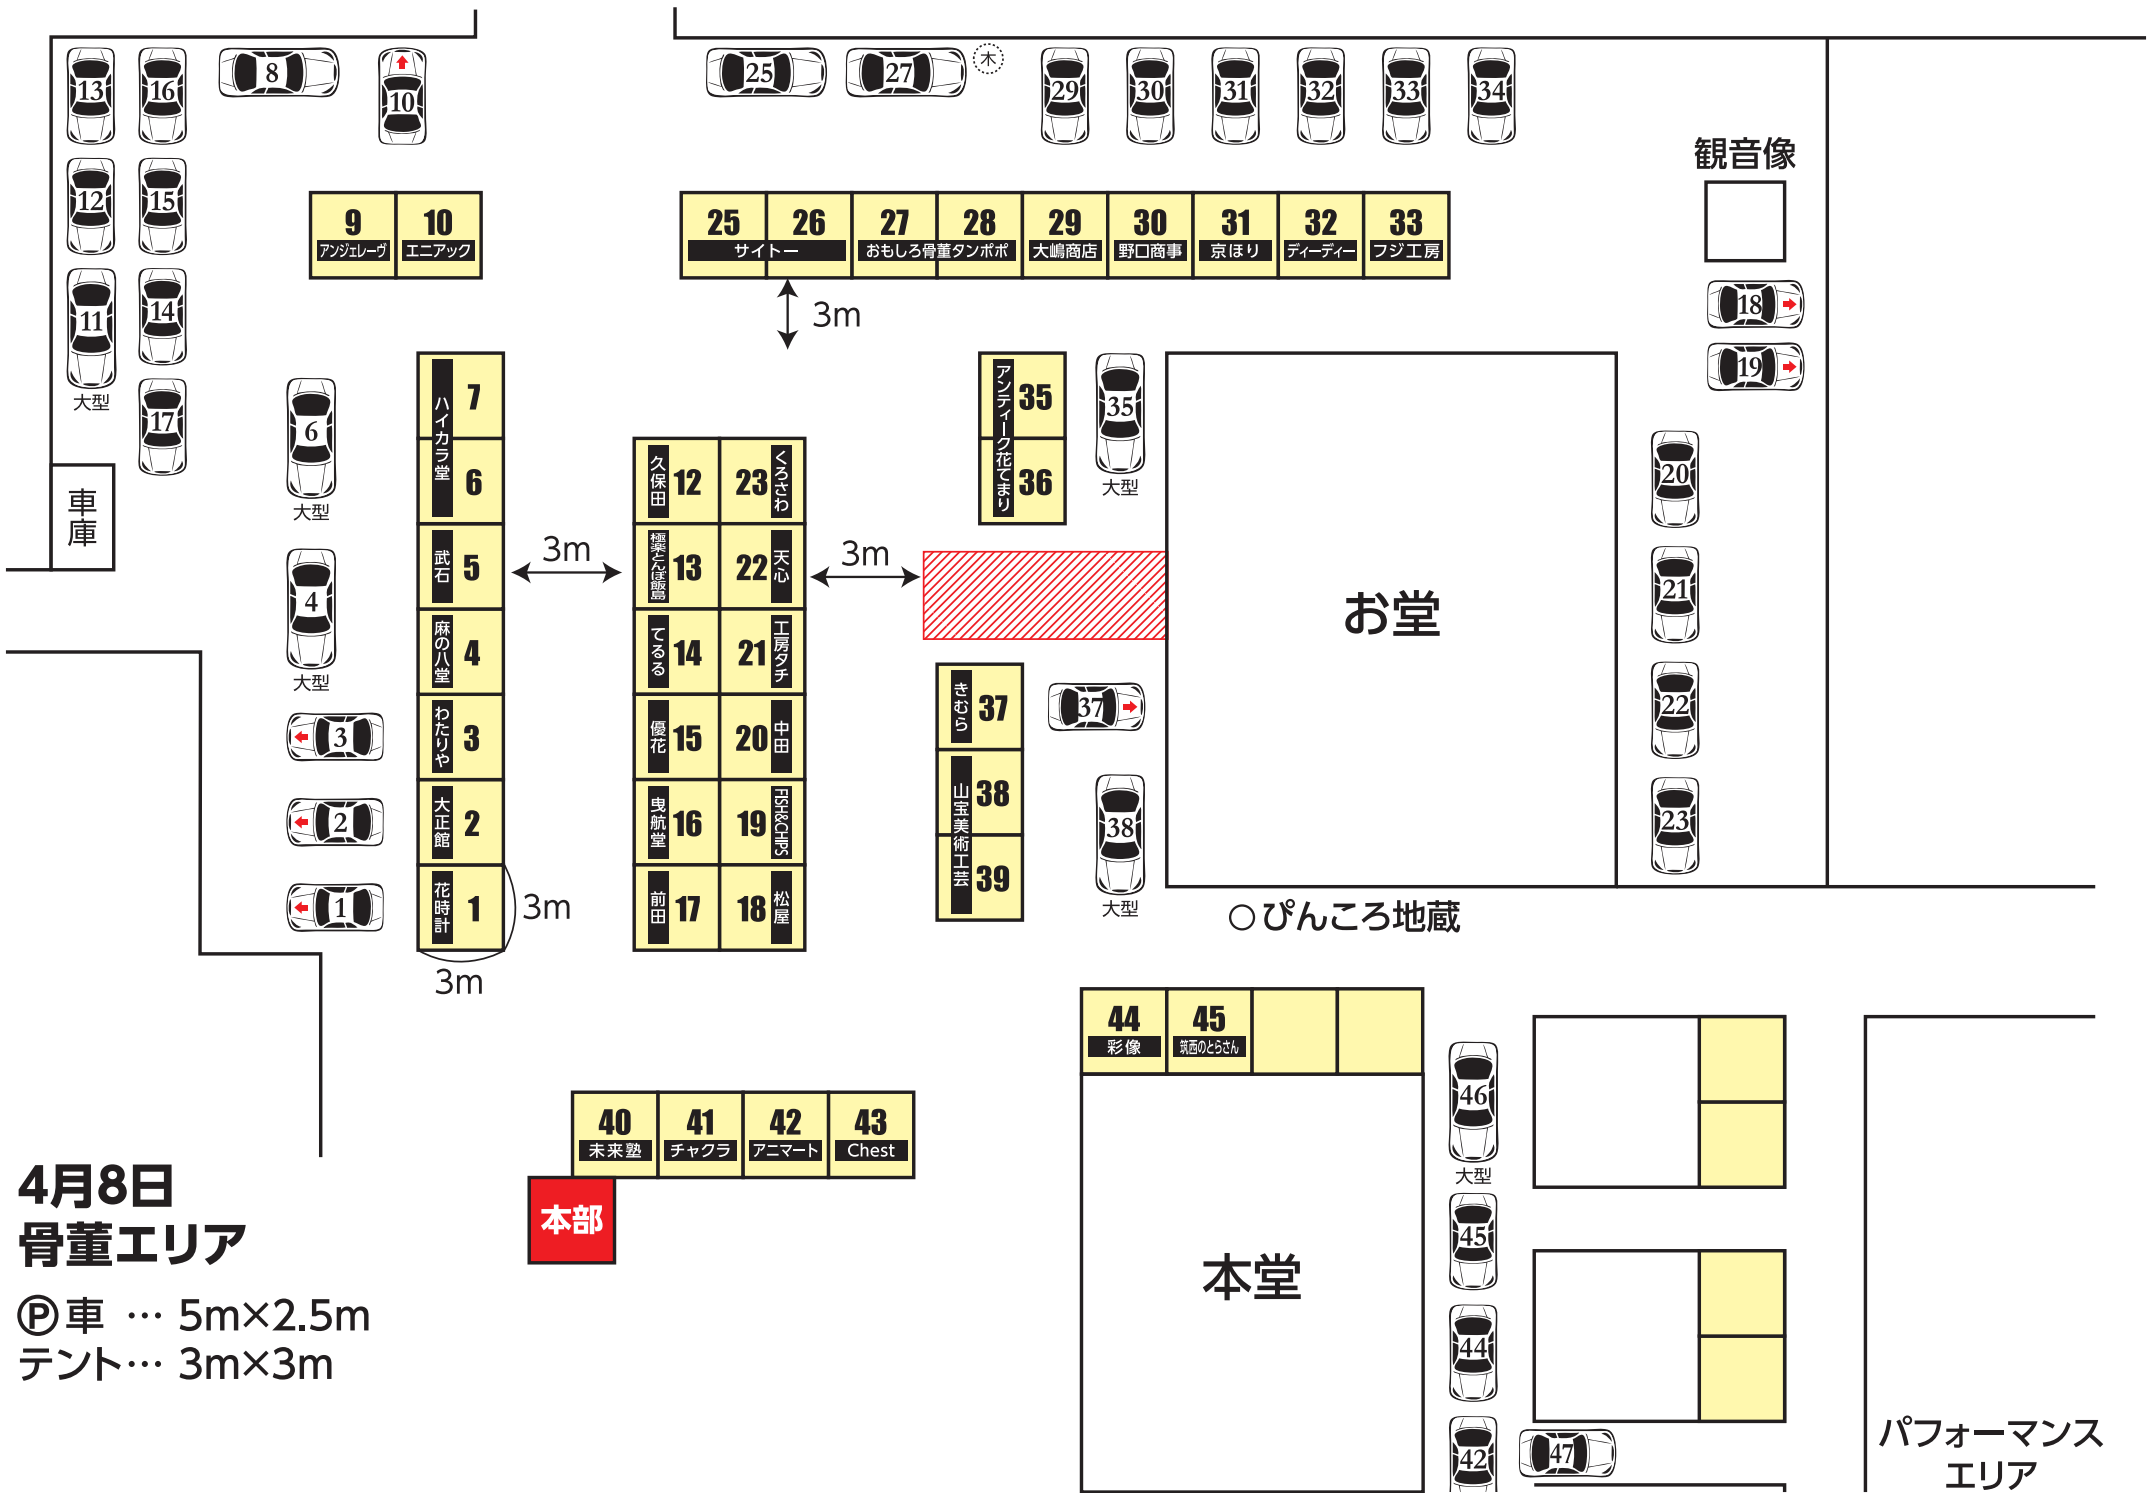 13
16
8
10
25
27
木
29
30
31
32
33
34
観音像
12
15
9
アンジェレーヴ
10
エニアック
25
26
サイトー
27
28
おもしろ骨董タンポポ
29
大嶋商店
30
野口商事
31
京ほり
32
ディーディー
33
フジ工房
3m
11
大型
14
17
18
19
6
大型
ハイカラ堂
7
6
武石
5
麻の八堂
4
わたりや
3
大正館
2
花時計
1
3m
3m
車庫
4
大型
3
2
1
3m
久保田
12
極楽とんぼ飯島
13
てるる
14
優花
15
曳航堂
16
前田
17
23
くろさわ
22
天心
21
工房タチ
20
中田
19
FISH&CHIPS
18
松屋
3m
アンティーク花てまり
35
36
35
大型
お堂
20
21
22
23
きむら
37
37
山宝美術工芸
38
39
38
大型
○ぴんころ地蔵
44
彩像
45
筑西のとらさん
40
未来塾
41
チャクラ
42
アニマート
43
Chest
本部
本堂
46
大型
45
44
42
47
4月8日
骨董エリア
Ⓟ車 … 5m×2.5m
テント… 3m×3m
パフォーマンス
エリア